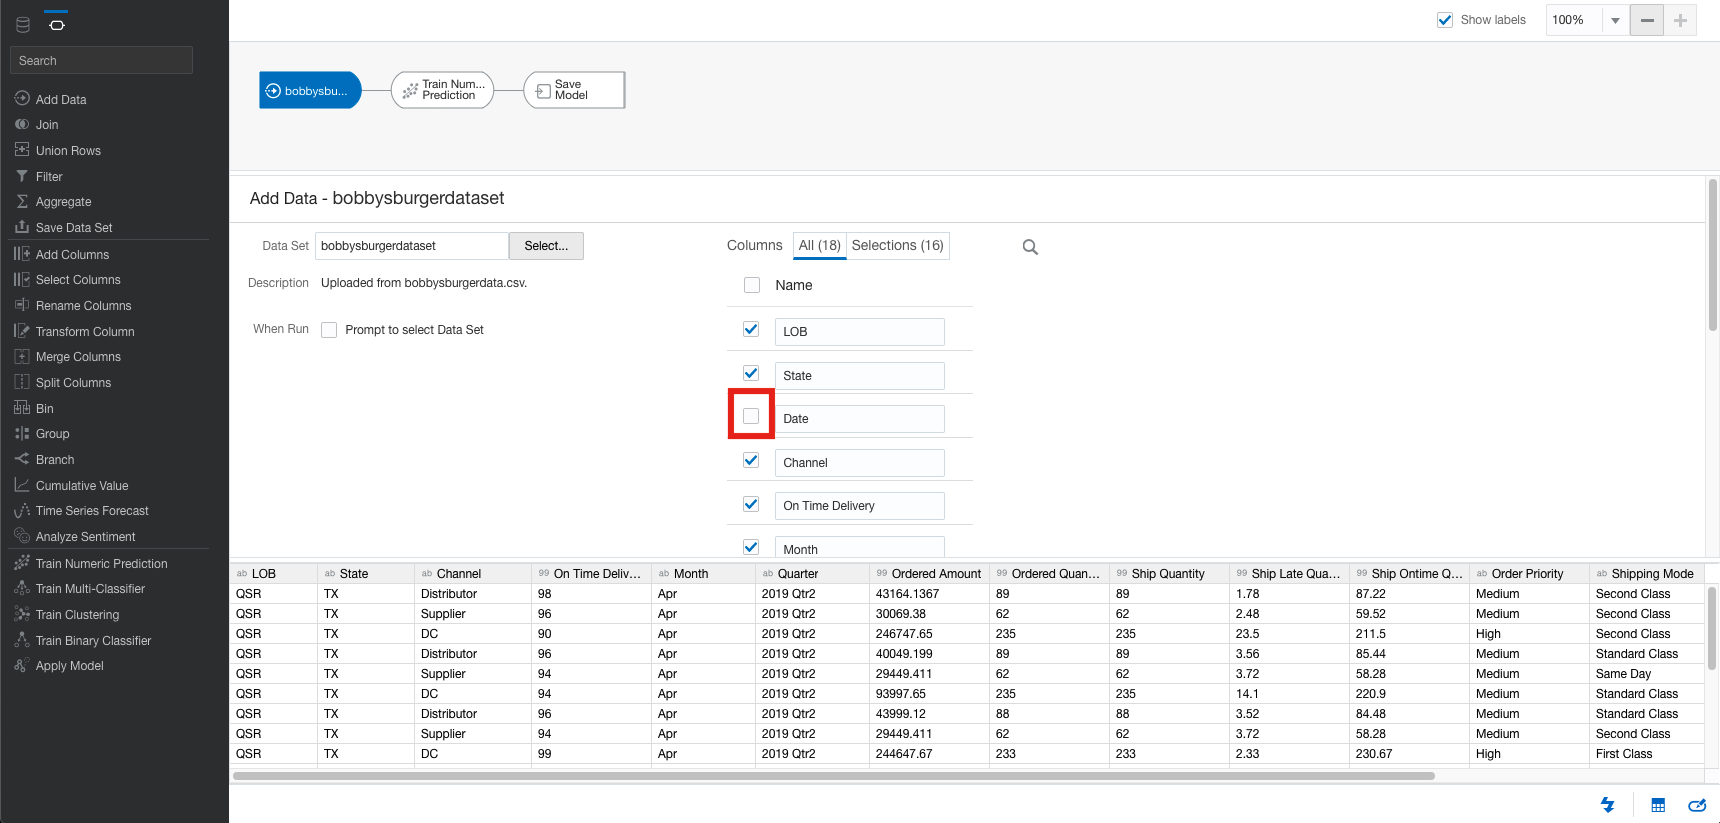 Show labels
100%
Search
Add Data
Join
Union Rows
Filter
Aggregate
Save Data Set
Add Columns
Select Columns
Rename Columns
Transform Column
Merge Columns
Split Columns
Bin
Group
Branch
Cumulative Value
Time Series Forecast
Analyze Sentiment
Train Numeric Prediction
Train Multi-Classifier
Train Clustering
Train Binary Classifier
Apply Model
bobbysbu...
Train Num...
Prediction
Save
Model
Add Data - bobbysburgerdataset
Data Set bobbysburgerdataset Select...
Description Uploaded from bobbysburgerdata.csv.
When Run Prompt to select Data Set
Columns All (18) Selections (16)
Name
LOB
State
Date
Channel
On Time Delivery
Month
ab LOB ab State ab Channel 99 On Time Deliv... ab Month ab Quarter 99 Ordered Amount 99 Ordered Quan... 99 Ship Quantity 99 Ship Late Qua... 99 Ship Ontime Q... ab Order Priority ab Shipping Mode
QSR TX Distributor 98 Apr 2019 Qtr2 43164.1367 89 89 1.78 87.22 Medium Second Class
QSR TX Supplier 96 Apr 2019 Qtr2 30069.38 62 62 2.48 59.52 Medium Second Class
QSR TX DC 90 Apr 2019 Qtr2 246747.65 235 235 23.5 211.5 High Second Class
QSR TX Distributor 96 Apr 2019 Qtr2 40049.199 89 89 3.56 85.44 Medium Standard Class
QSR TX Supplier 94 Apr 2019 Qtr2 29449.411 62 62 3.72 58.28 Medium Same Day
QSR TX DC 94 Apr 2019 Qtr2 93997.65 235 235 14.1 220.9 Medium Standard Class
QSR TX Distributor 96 Apr 2019 Qtr2 43999.12 88 88 3.52 84.48 Medium Standard Class
QSR TX Supplier 94 Apr 2019 Qtr2 29449.411 62 62 3.72 58.28 Medium Second Class
QSR TX DC 99 Apr 2019 Qtr2 244647.67 233 233 2.33 230.67 High First Class